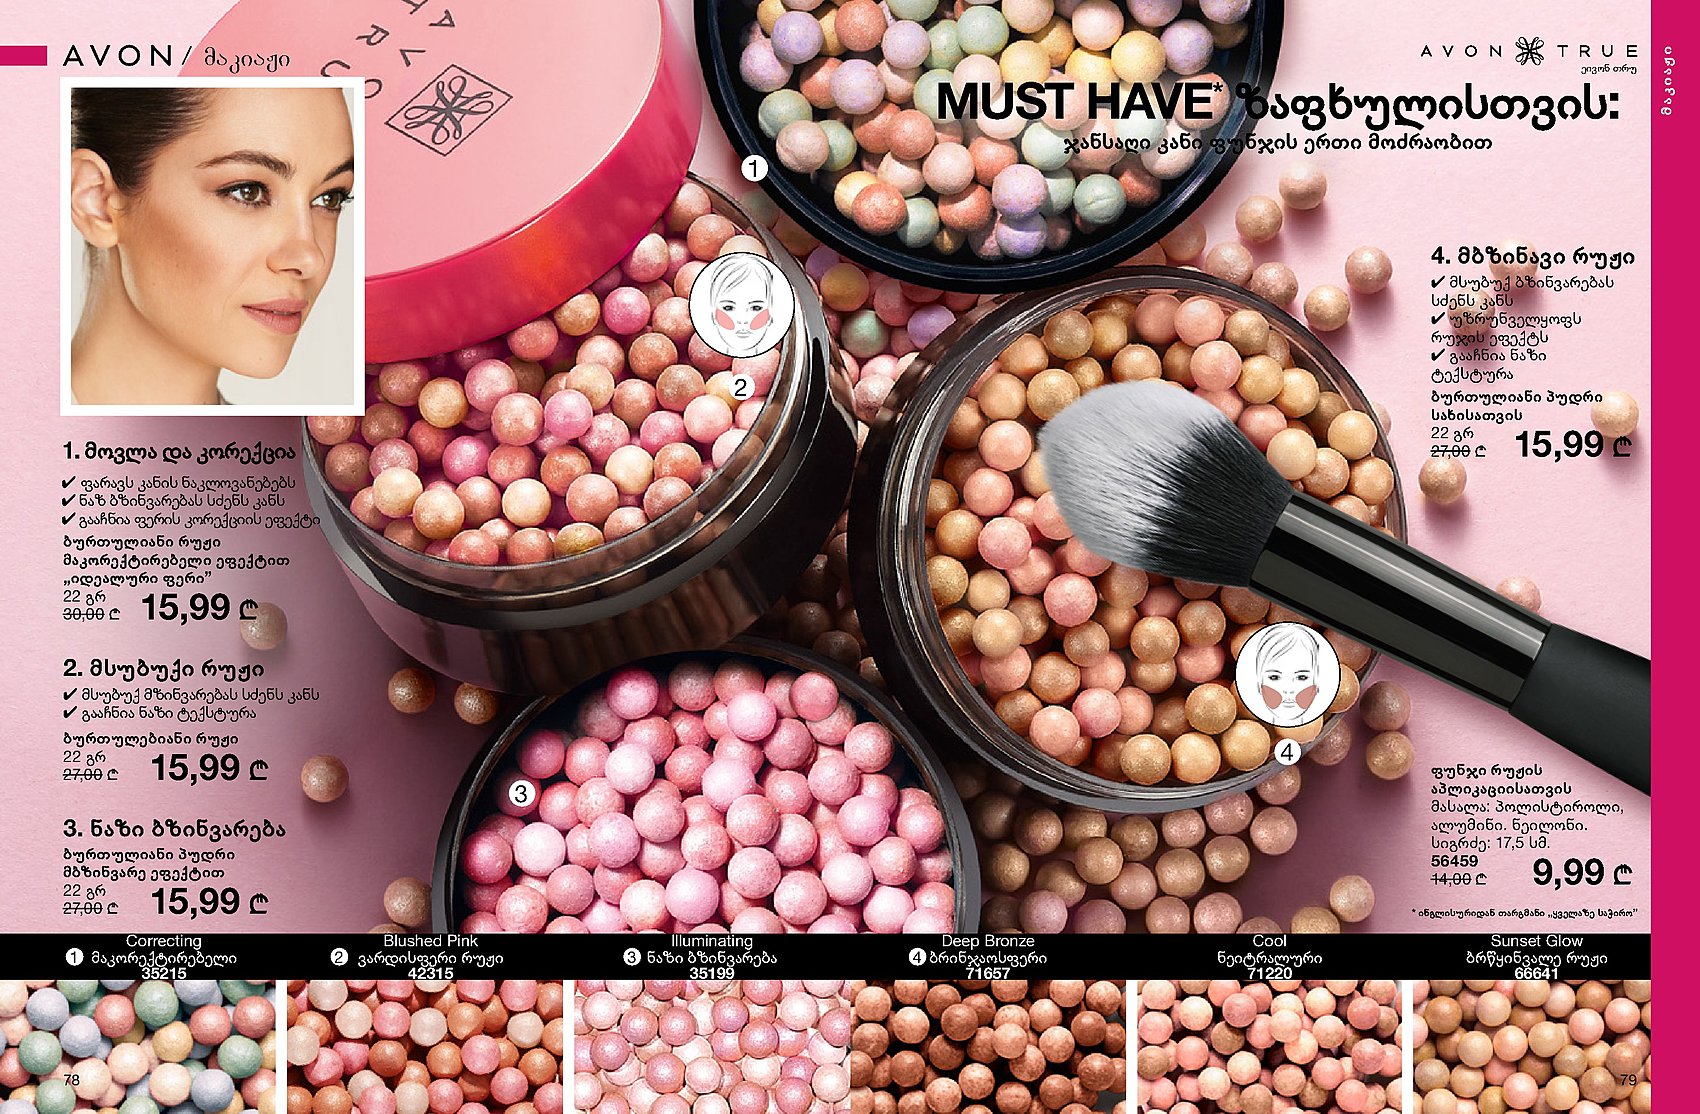 AVON/ მაკიაჟი
AVON TRUE
ეივონ თრუ
მაკიაჟი
AVON
TRU
MUST HAVE* ზაფხულისთვის:
ჯანსაღი კანი ფუნჯის ერთი მოძრაობით
1
2
3
4
1. მოვლა და კორექცია
✔ ფარავს კანის ნაკლოვანებებს
✔ ნაზ ბზინვარებას სძენს კანს
✔ გააჩნია ფერის კორექციის ეფექტი
ბურთულიანი რუჟი
მაკორექტირებელი ეფექტით
„იდეალური ფერი”
22 გრ
30,00 ₾ 15,99 ₾
2. მსუბუქი რუჟი
✔ მსუბუქ მზინვარებას სძენს კანს
✔ გააჩნია ნაზი ტექსტურა
ბურთულებიანი რუჟი
22 გრ
27,00 ₾ 15,99 ₾
3. ნაზი ბზინვარება
ბურთულიანი პუდრი
მბზინვარე ეფექტით
22 გრ
27,00 ₾ 15,99 ₾
4. მბზინავი რუჟი
✔ მსუბუქ ბზინვარებას
სძენს კანს
✔ უზრუნველყოფს
რუჯის ეფექტს
✔ გააჩნია ნაზი
ტექსტურა
ბურთულიანი პუდრი
სახისათვის
22 გრ
27,00 ₾ 15,99 ₾
ფუნჯი რუჟის
აპლიკაციისათვის
მასალა: პოლისტიროლი,
ალუმინი. ნეილონი.
სიგრძე: 17,5 სმ.
56459
14,00 ₾ 9,99 ₾
* ინგლისურიდან თარგმანი „ყველაზე საჭირო”
Correcting
1 მაკორექტირებელი
35215
Blushed Pink
2 ვარდისფერი რუჟი
42315
Illuminating
3 ნაზი ბზინვარება
35199
Deep Bronze
4 ბრინჯაოსფერი
71657
Cool
ნეიტრალური
71220
Sunset Glow
ბრწყინვალე რუჟი
66641
78
79